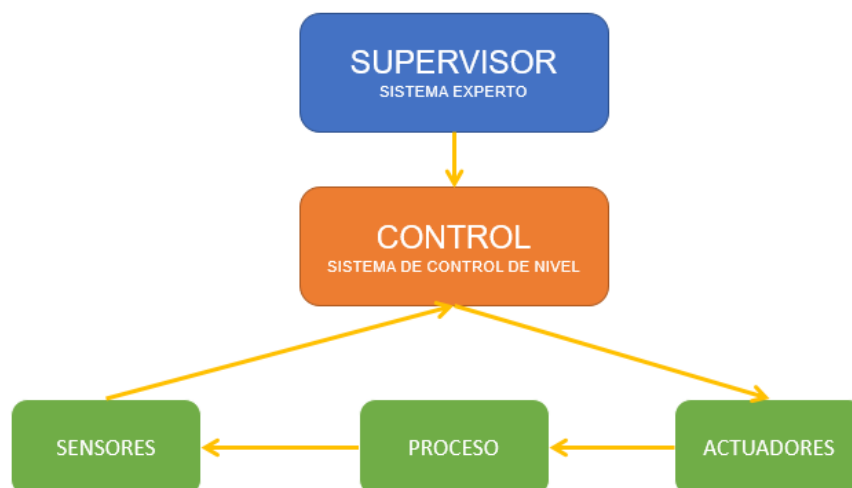 SUPERVISOR
SISTEMA EXPERTO
CONTROL
SISTEMA DE CONTROL DE NIVEL
SENSORES
PROCESO
ACTUADORES